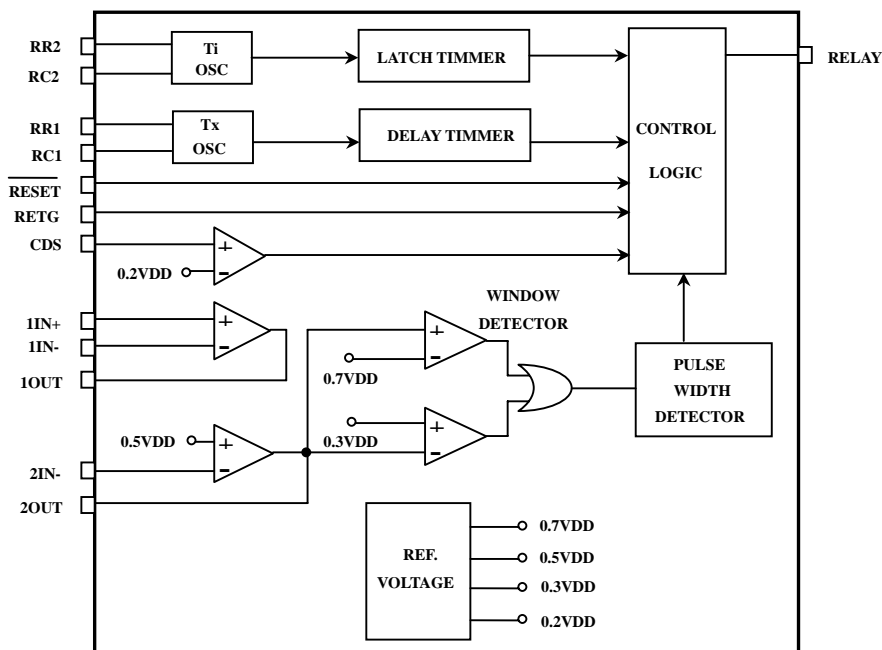 RR2
RC2
Ti
OSC
LATCH TIMMER
RELAY
RR1
RC1
Tx
OSC
DELAY TIMMER
CONTROL
LOGIC
RESET
RETG
CDS
+
-
0.2VDD
1IN+
1IN-
1OUT
+
-
WINDOW
DETECTOR
+
-
0.7VDD
PULSE
WIDTH
DETECTOR
0.5VDD
+
-
0.3VDD
+
-
2IN-
2OUT
REF.
VOLTAGE
0.7VDD
0.5VDD
0.3VDD
0.2VDD